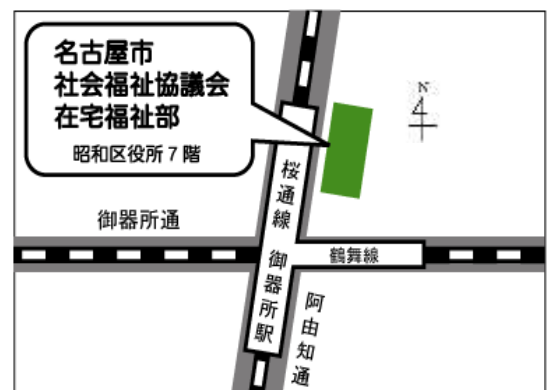 名古屋市
社会福祉協議会
在宅福祉部
昭和区役所7階
N
桜通線
御器所通
鶴舞線
御器所駅
阿由知通